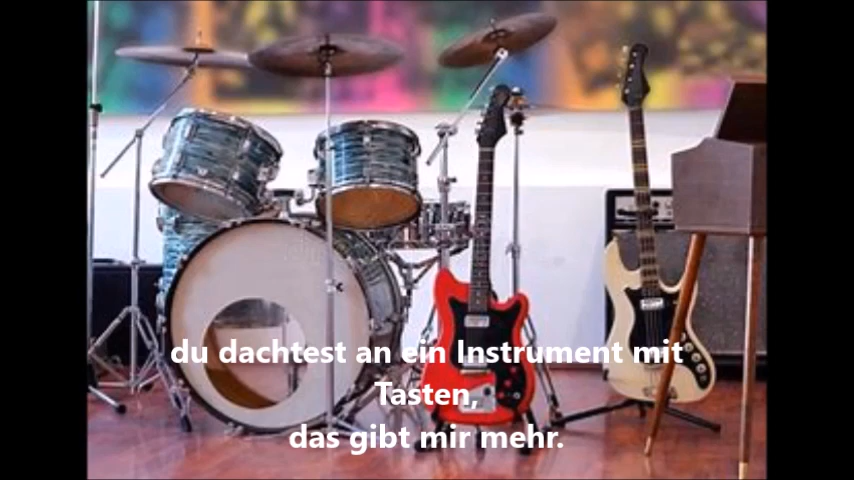 du dachtest an ein Instrument mit
Tasten,
das gibt mir mehr.